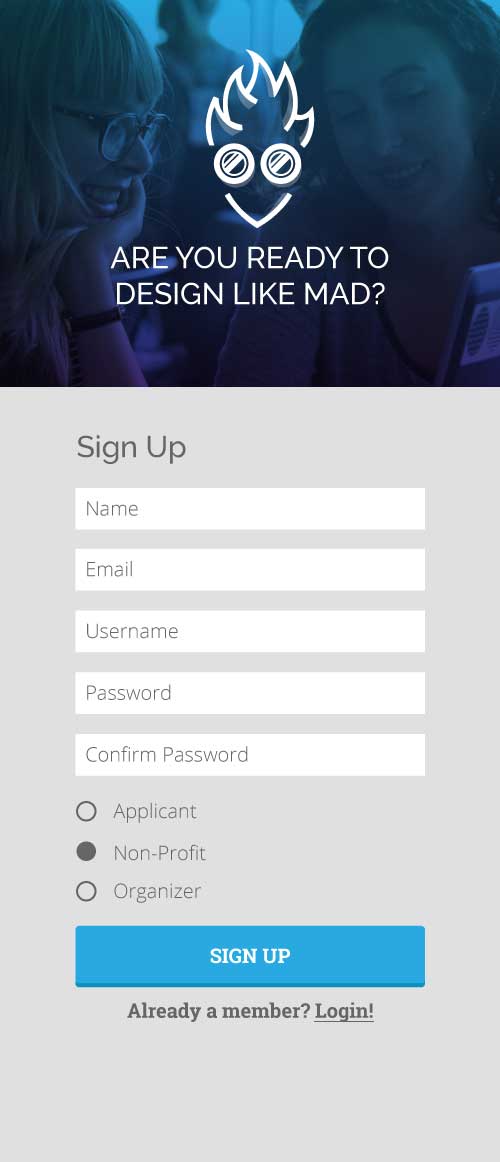 ARE YOU READY TO
DESIGN LIKE MAD?
Sign Up
Name
Email
Username
Password
Confirm Password
Applicant
Non-Profit
Organizer
SIGN UP
Already a member? Login!